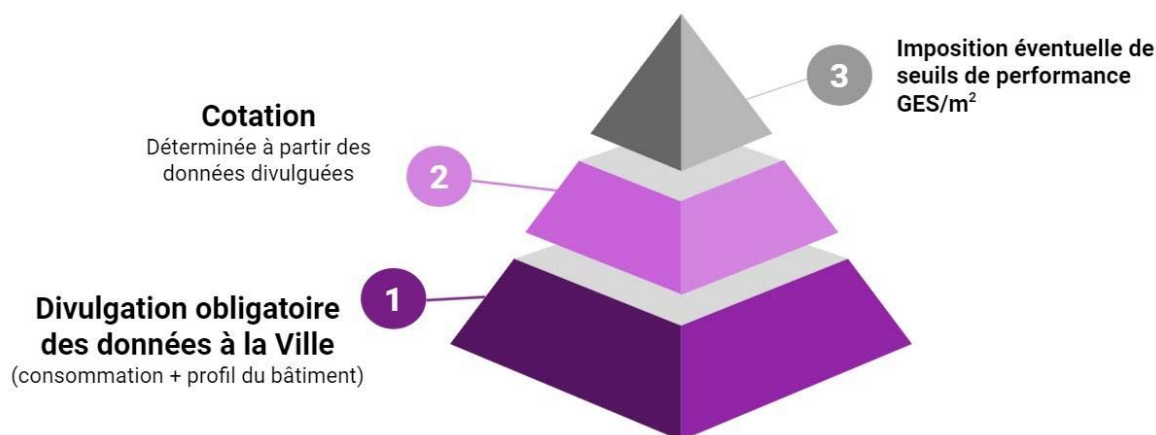 3
Imposition éventuelle de
seuils de performance
GES/m²
Cotation
Déterminée à partir des
données divulguées
2
1
Divulgation obligatoire
des données à la Ville
(consommation + profil du bâtiment)